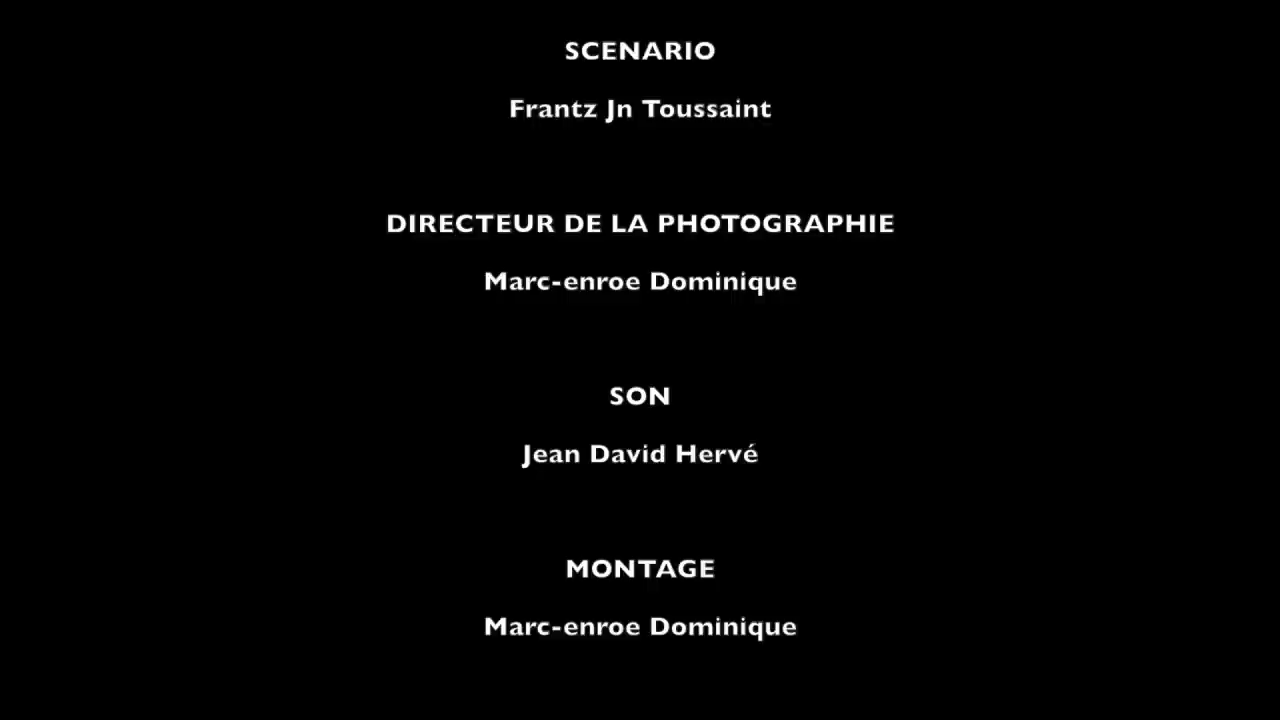 SCENARIO
Frantz Jn Toussaint
DIRECTEUR DE LA PHOTOGRAPHIE
Marc-enroe Dominique
SON
Jean David Hervé
MONTAGE
Marc-enroe Dominique